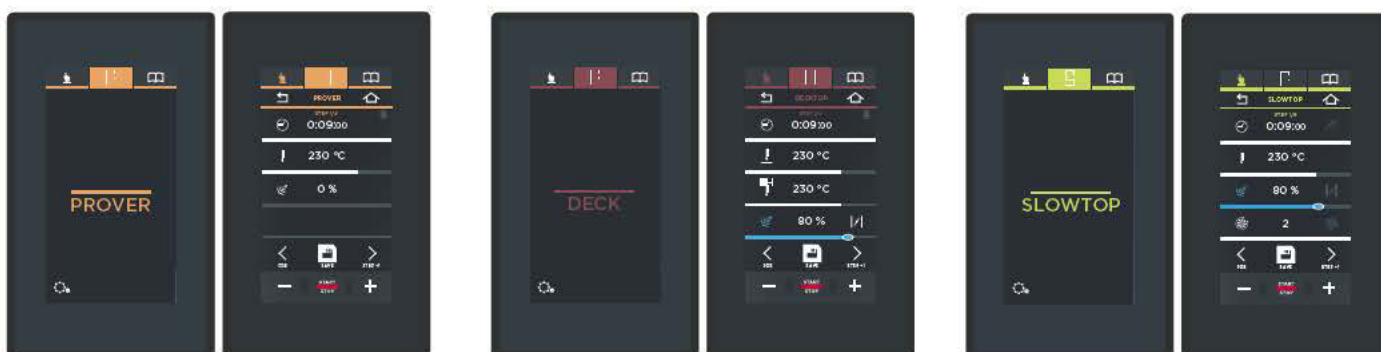 PROVER
PROVER
0:09:00
230 °C
0 %
SAVE
START
STOP
DECK
DECKTOP
0:09:00
230 °C
230 °C
80 %
SAVE
START
STOP
SLOWTOP
SLOWTOP
0:09:00
230 °C
80 %
2
SAVE
START
STOP